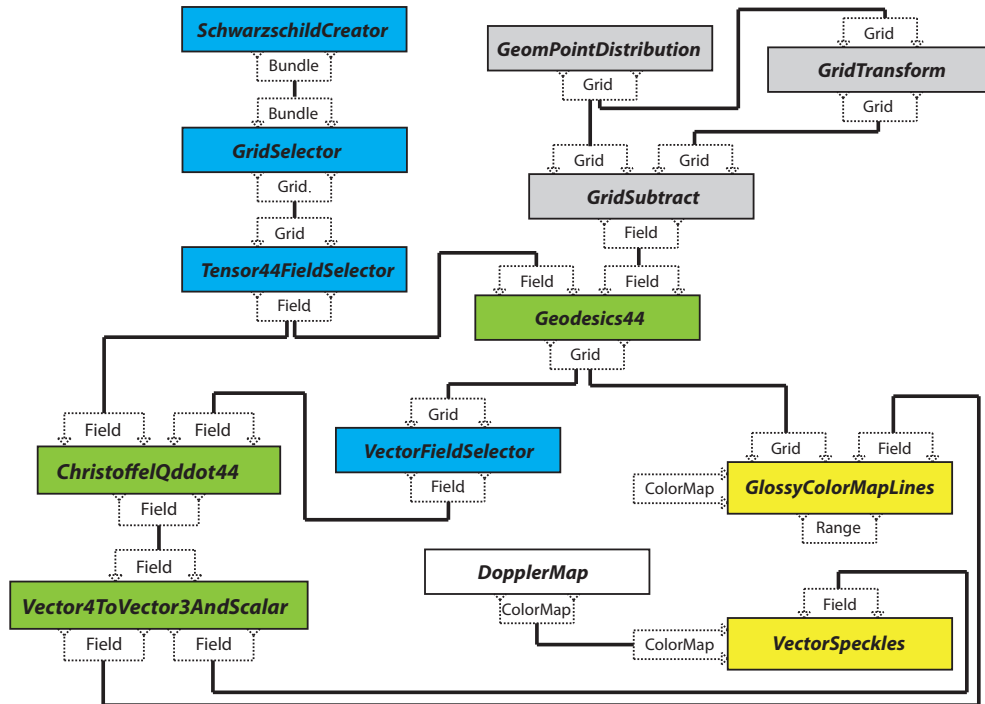 SchwarzschildCreator
Bundle
Bundle
GridSelector
Grid.
Grid
Tensor44FieldSelector
Field
GeomPointDistribution
Grid
Grid
GridTransform
Grid
Grid
Grid
GridSubtract
Field
Field
Field
Geodesics44
Grid
Grid
VectorFieldSelector
Field
Field
Field
ChristoffelQddot44
Field
Field
Vector4ToVector3AndScalar
Field
Field
Grid
Field
ColorMap
GlossyColorMapLines
Range
DopplerMap
ColorMap
Field
ColorMap
VectorSpeckles